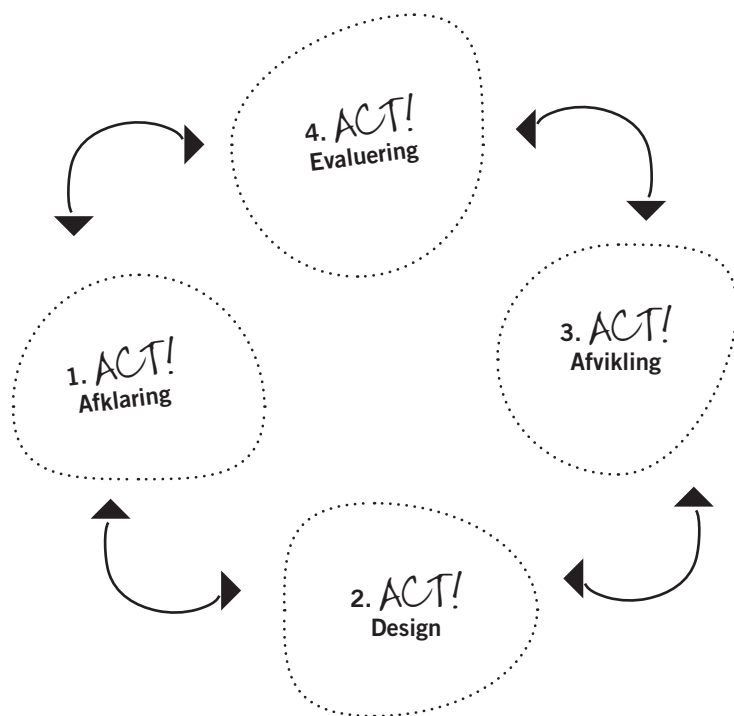 4. ACT!
Evaluering
3. ACT!
Afvikling
1. ACT!
Afklaring
2. ACT!
Design